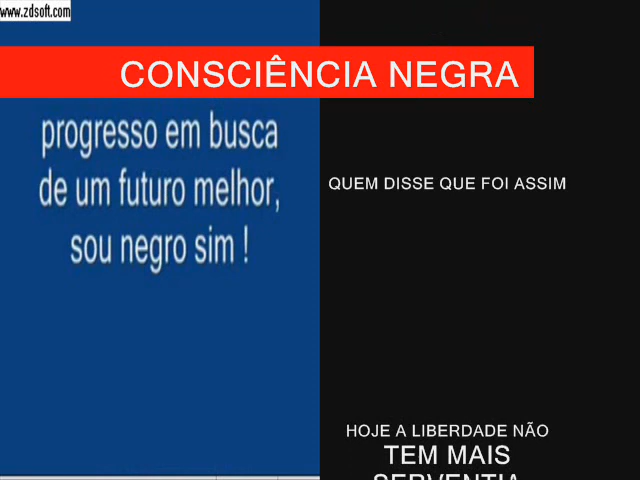 www.zdsoft.com
CONSCIÊNCIA NEGRA
progresso em busca
de um futuro melhor,
sou negro sim !
QUEM DISSE QUE FOI ASSIM
HOJE A LIBERDADE NÃO
TEM MAIS
SERVENTIA